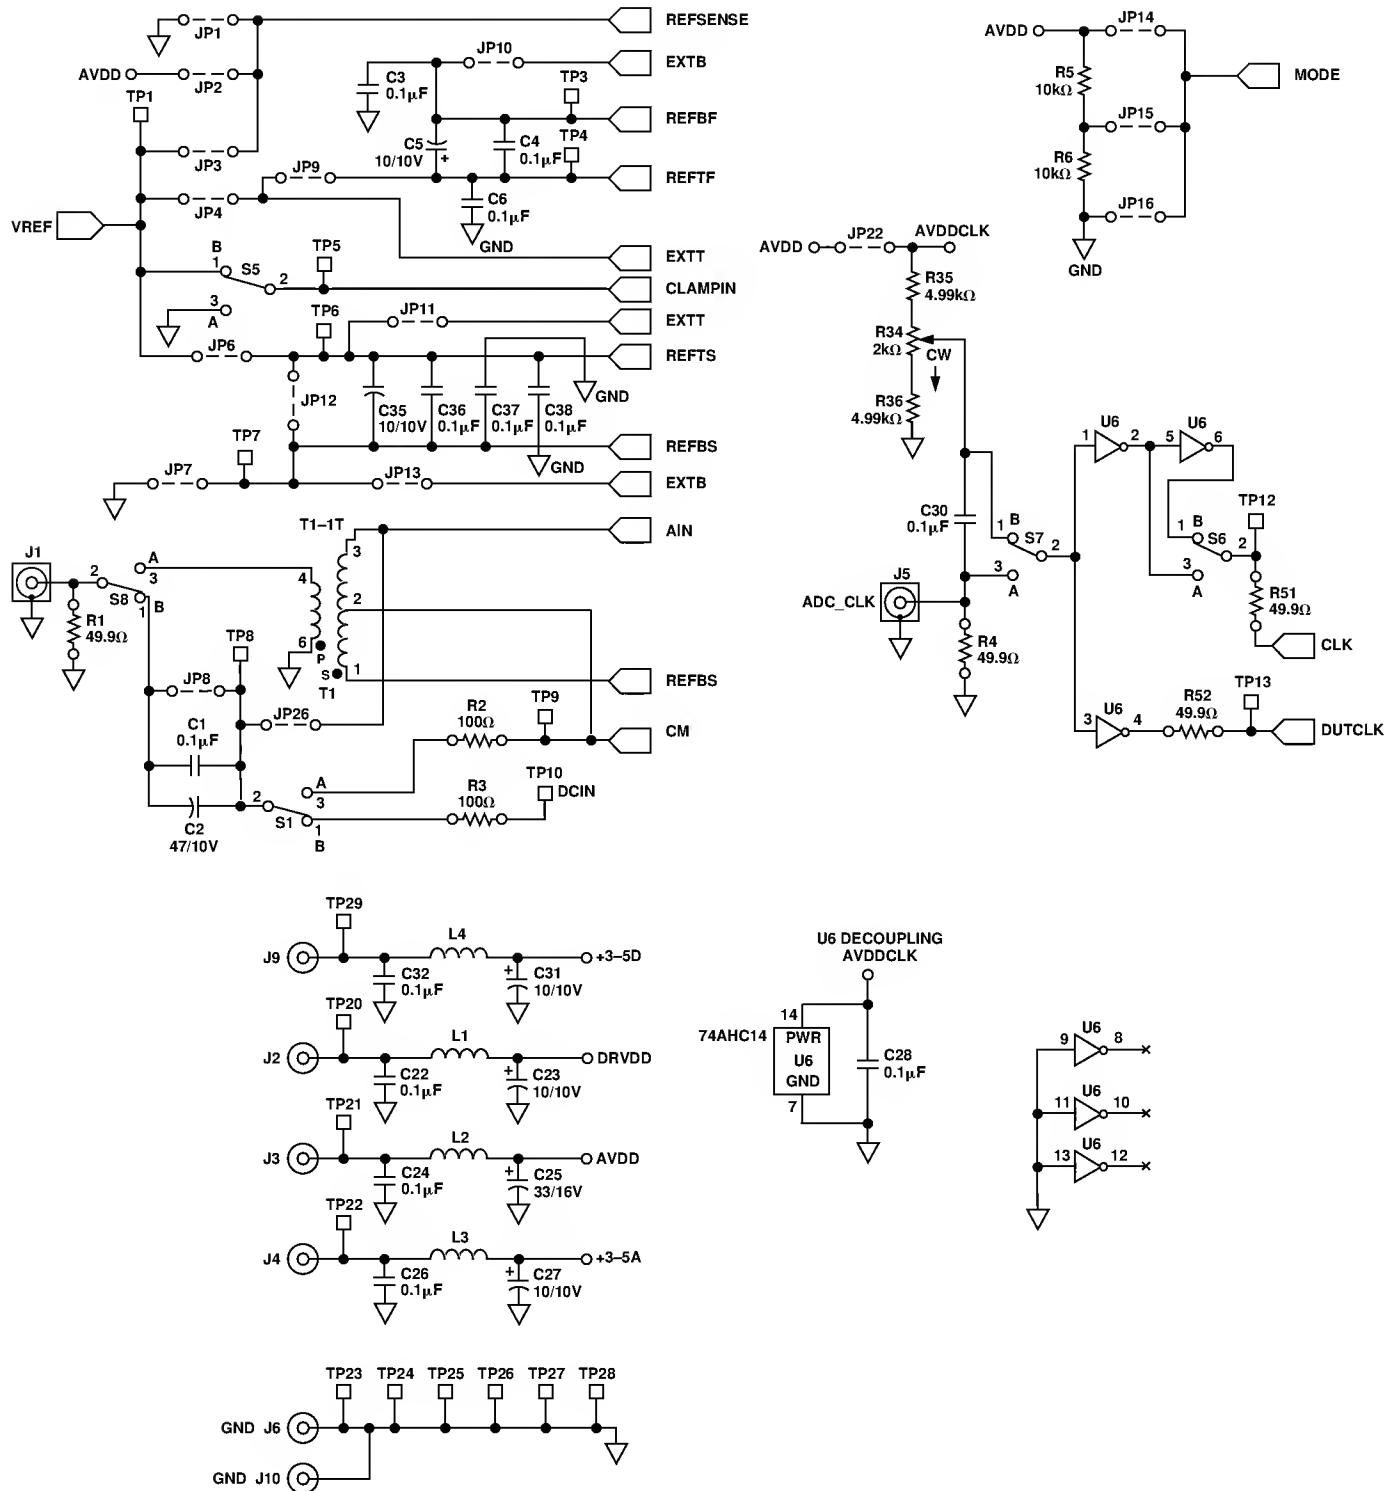 REFSENSE
JP1
AVDD
JP2
TP1
JP3
JP4
VREF
JP10
EXTB
C3
0.1µF
TP3
REFBF
C5
10/10V
+
C4
0.1µF
TP4
JP9
REFTF
C6
0.1µF
GND
EXTT
B
1
S5
2
3
A
TP5
CLAMPIN
TP6
JP11
EXTT
JP6
REFTS
JP12
C35
10/10V
C36
0.1µF
C37
0.1µF
C38
0.1µF
GND
GND
TP7
REFBS
JP7
JP13
EXTB
T1–1T
AIN
J1
2
A
3
S8
1
B
R1
49.9Ω
4
6
P
S
T1
3
2
1
TP8
REFBS
JP8
JP26
C1
0.1µF
C2
47/10V
R2
100Ω
TP9
CM
A
3
2
S1
1
B
R3
100Ω
TP10
DCIN
AVDD
JP14
R5
10kΩ
MODE
JP15
R6
10kΩ
JP16
GND
AVDD
JP22
AVDDCLK
R35
4.99kΩ
R34
2kΩ
CW
R36
4.99kΩ
C30
0.1µF
1
B
S7
2
3
A
J5
ADC_CLK
R4
49.9Ω
U6
1
2
U6
5
6
1
B
S6
2
3
A
TP12
R51
49.9Ω
CLK
U6
3
4
R52
49.9Ω
TP13
DUTCLK
TP29
J9
L4
+3–5D
C32
0.1µF
+
C31
10/10V
TP20
J2
L1
DRVDD
C22
0.1µF
+
C23
10/10V
TP21
J3
L2
AVDD
C24
0.1µF
+
C25
33/16V
TP22
J4
L3
+3–5A
C26
0.1µF
+
C27
10/10V
U6 DECOUPLING
AVDDCLK
14
74AHC14
PWR
U6
GND
7
C28
0.1µF
U6
9
8
U6
11
10
U6
13
12
TP23
TP24
TP25
TP26
TP27
TP28
GND J6
GND J10